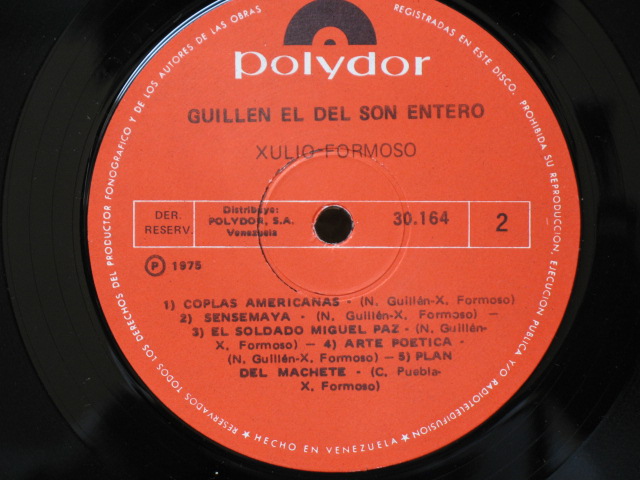 polydor
GUILLEN EL DEL SON ENTERO
XULIO FORMOSO
DER. RESERV.
Distribuye:
POLYDOR, S.A.
Venezuela
30.164
2
P 1975
1) COPLAS AMERICANAS - (N. Guillén-X. Formoso)
2) SENSEMAYA - (N. Guillén-X. Formoso) –
3) EL SOLDADO MIGUEL PAZ - (N. Guillén-
X, Formoso) – 4) ARTE POETICA - 
(N. Guillén-X, Formoso) – 5) PLAN
DEL MACHETE - (C. Puebla-
X, Formoso)
★ RESERVADOS TODOS LOS DERECHOS DEL PRODUCTOR FONOGRAFICO Y DE LOS AUTORES DE LAS OBRAS
REGISTRADAS EN ESTE DISCO. PROHIBIDA SU REPRODUCCION, EJECUCION PUBLICA Y/O RADIOTELEDIFUSION
★ HECHO EN VENEZUELA ★